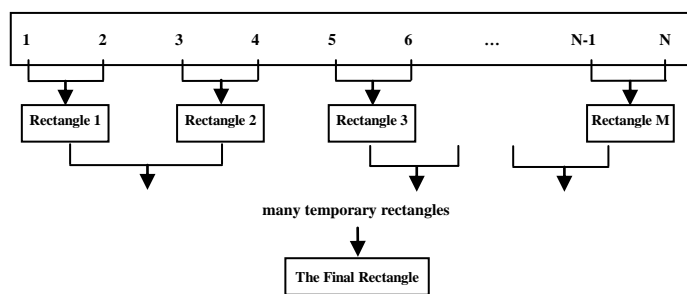 1 2 3 4 5 6 ... N-1 N
Rectangle 1 Rectangle 2 Rectangle 3 Rectangle M
many temporary rectangles
The Final Rectangle